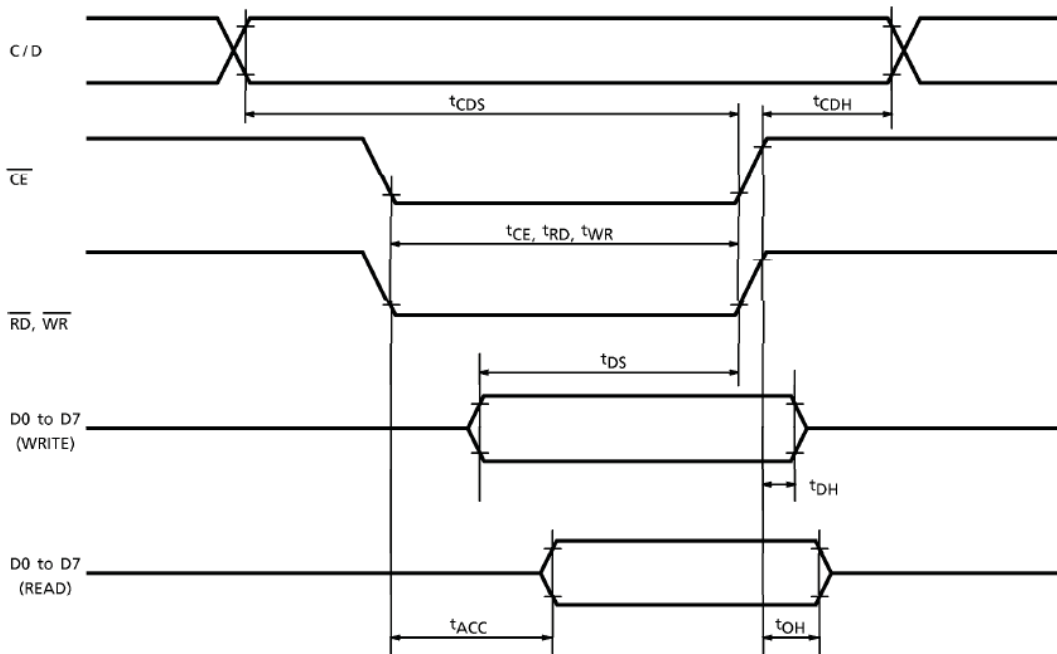 C/D
tCDS
tCDH
CE
tCE, tRD, tWR
RD, WR
tDS
D0 to D7
(WRITE)
tDH
D0 to D7
(READ)
tACC
tOH